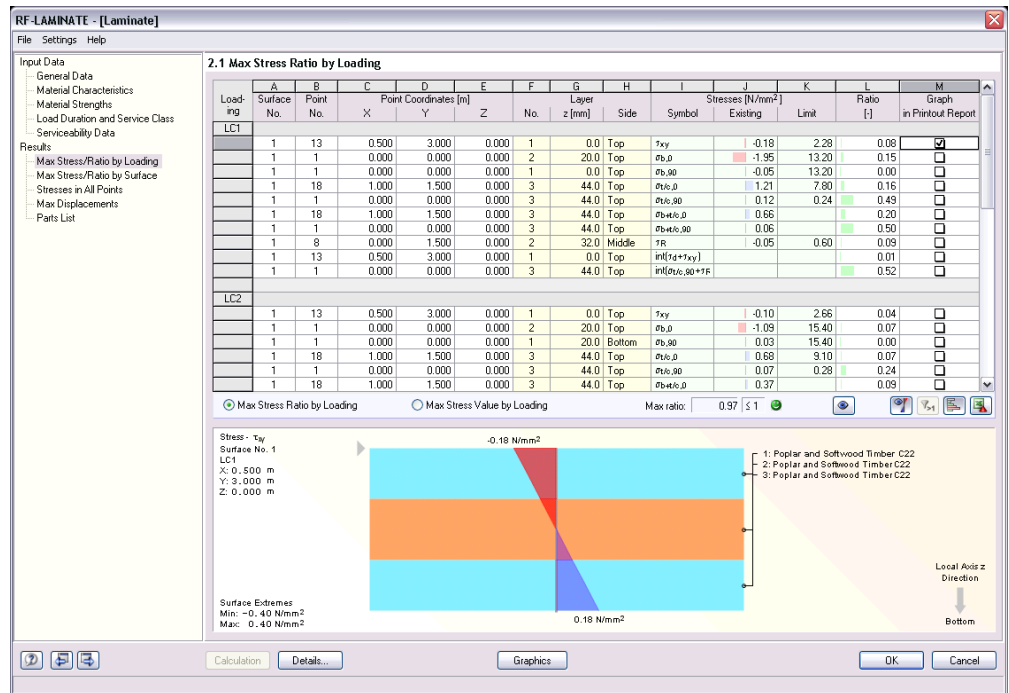 RF-LAMINATE - [Laminate]
File Settings Help
Input Data
General Data
Material Characteristics
Material Strengths
Load Duration and Service Class
Serviceability Data
Results
Max Stress/Ratio by Loading
Max Stress/Ratio by Surface
Stresses in All Points
Max Displacements
Parts List
2.1 Max Stress Ratio by Loading
A B C D E F G H I J K L M
Load- Surface Point Point Coordinates [m] Layer Stresses [N/mm²] Ratio Graph
ing No. No. X Y Z No. z [mm] Side Symbol Existing Limit [-] in Printout Report
LC1
1 13 0.500 3.000 0.000 1 0.0 Top τxy -0.18 2.28 0.08
1 1 0.000 0.000 0.000 2 20.0 Top σb,0 -1.95 13.20 0.15
1 1 0.000 0.000 0.000 1 0.0 Top σb,90 -0.05 13.20 0.00
1 18 1.000 1.500 0.000 3 44.0 Top σt/c,0 1.21 7.80 0.16
1 1 0.000 0.000 0.000 3 44.0 Top σt/c,90 0.12 0.24 0.49
1 18 1.000 1.500 0.000 3 44.0 Top σb+t/c,0 0.66 0.20
1 1 0.000 0.000 0.000 3 44.0 Top σb+t/c,90 0.06 0.50
1 8 0.000 1.500 0.000 2 32.0 Middle τR -0.05 0.60 0.09
1 13 0.500 3.000 0.000 1 0.0 Top int(τd+τxy) 0.01
1 1 0.000 0.000 0.000 3 44.0 Top int(σt/c,90+τR 0.52
LC2
1 13 0.500 3.000 0.000 1 0.0 Top τxy -0.10 2.66 0.04
1 1 0.000 0.000 0.000 2 20.0 Top σb,0 -1.09 15.40 0.07
1 1 0.000 0.000 0.000 1 20.0 Bottom σb,90 0.03 15.40 0.00
1 18 1.000 1.500 0.000 3 44.0 Top σt/c,0 0.68 9.10 0.07
1 1 0.000 0.000 0.000 3 44.0 Top σt/c,90 0.07 0.28 0.24
1 18 1.000 1.500 0.000 3 44.0 Top σb+t/c,0 0.37 0.09
Max Stress Ratio by Loading Max Stress Value by Loading Max ratio: 0.97 ≤ 1
Stress - τxy
Surface No. 1
LC1
X: 0.500 m
Y: 3.000 m
Z: 0.000 m
-0.18 N/mm²
1: Poplar and Softwood Timber C22
2: Poplar and Softwood Timber C22
3: Poplar and Softwood Timber C22
Local Axis z
Direction
Bottom
Surface Extremes
Min: -0.40 N/mm²
Max: 0.40 N/mm²
0.18 N/mm²
Calculation Details... Graphics OK Cancel